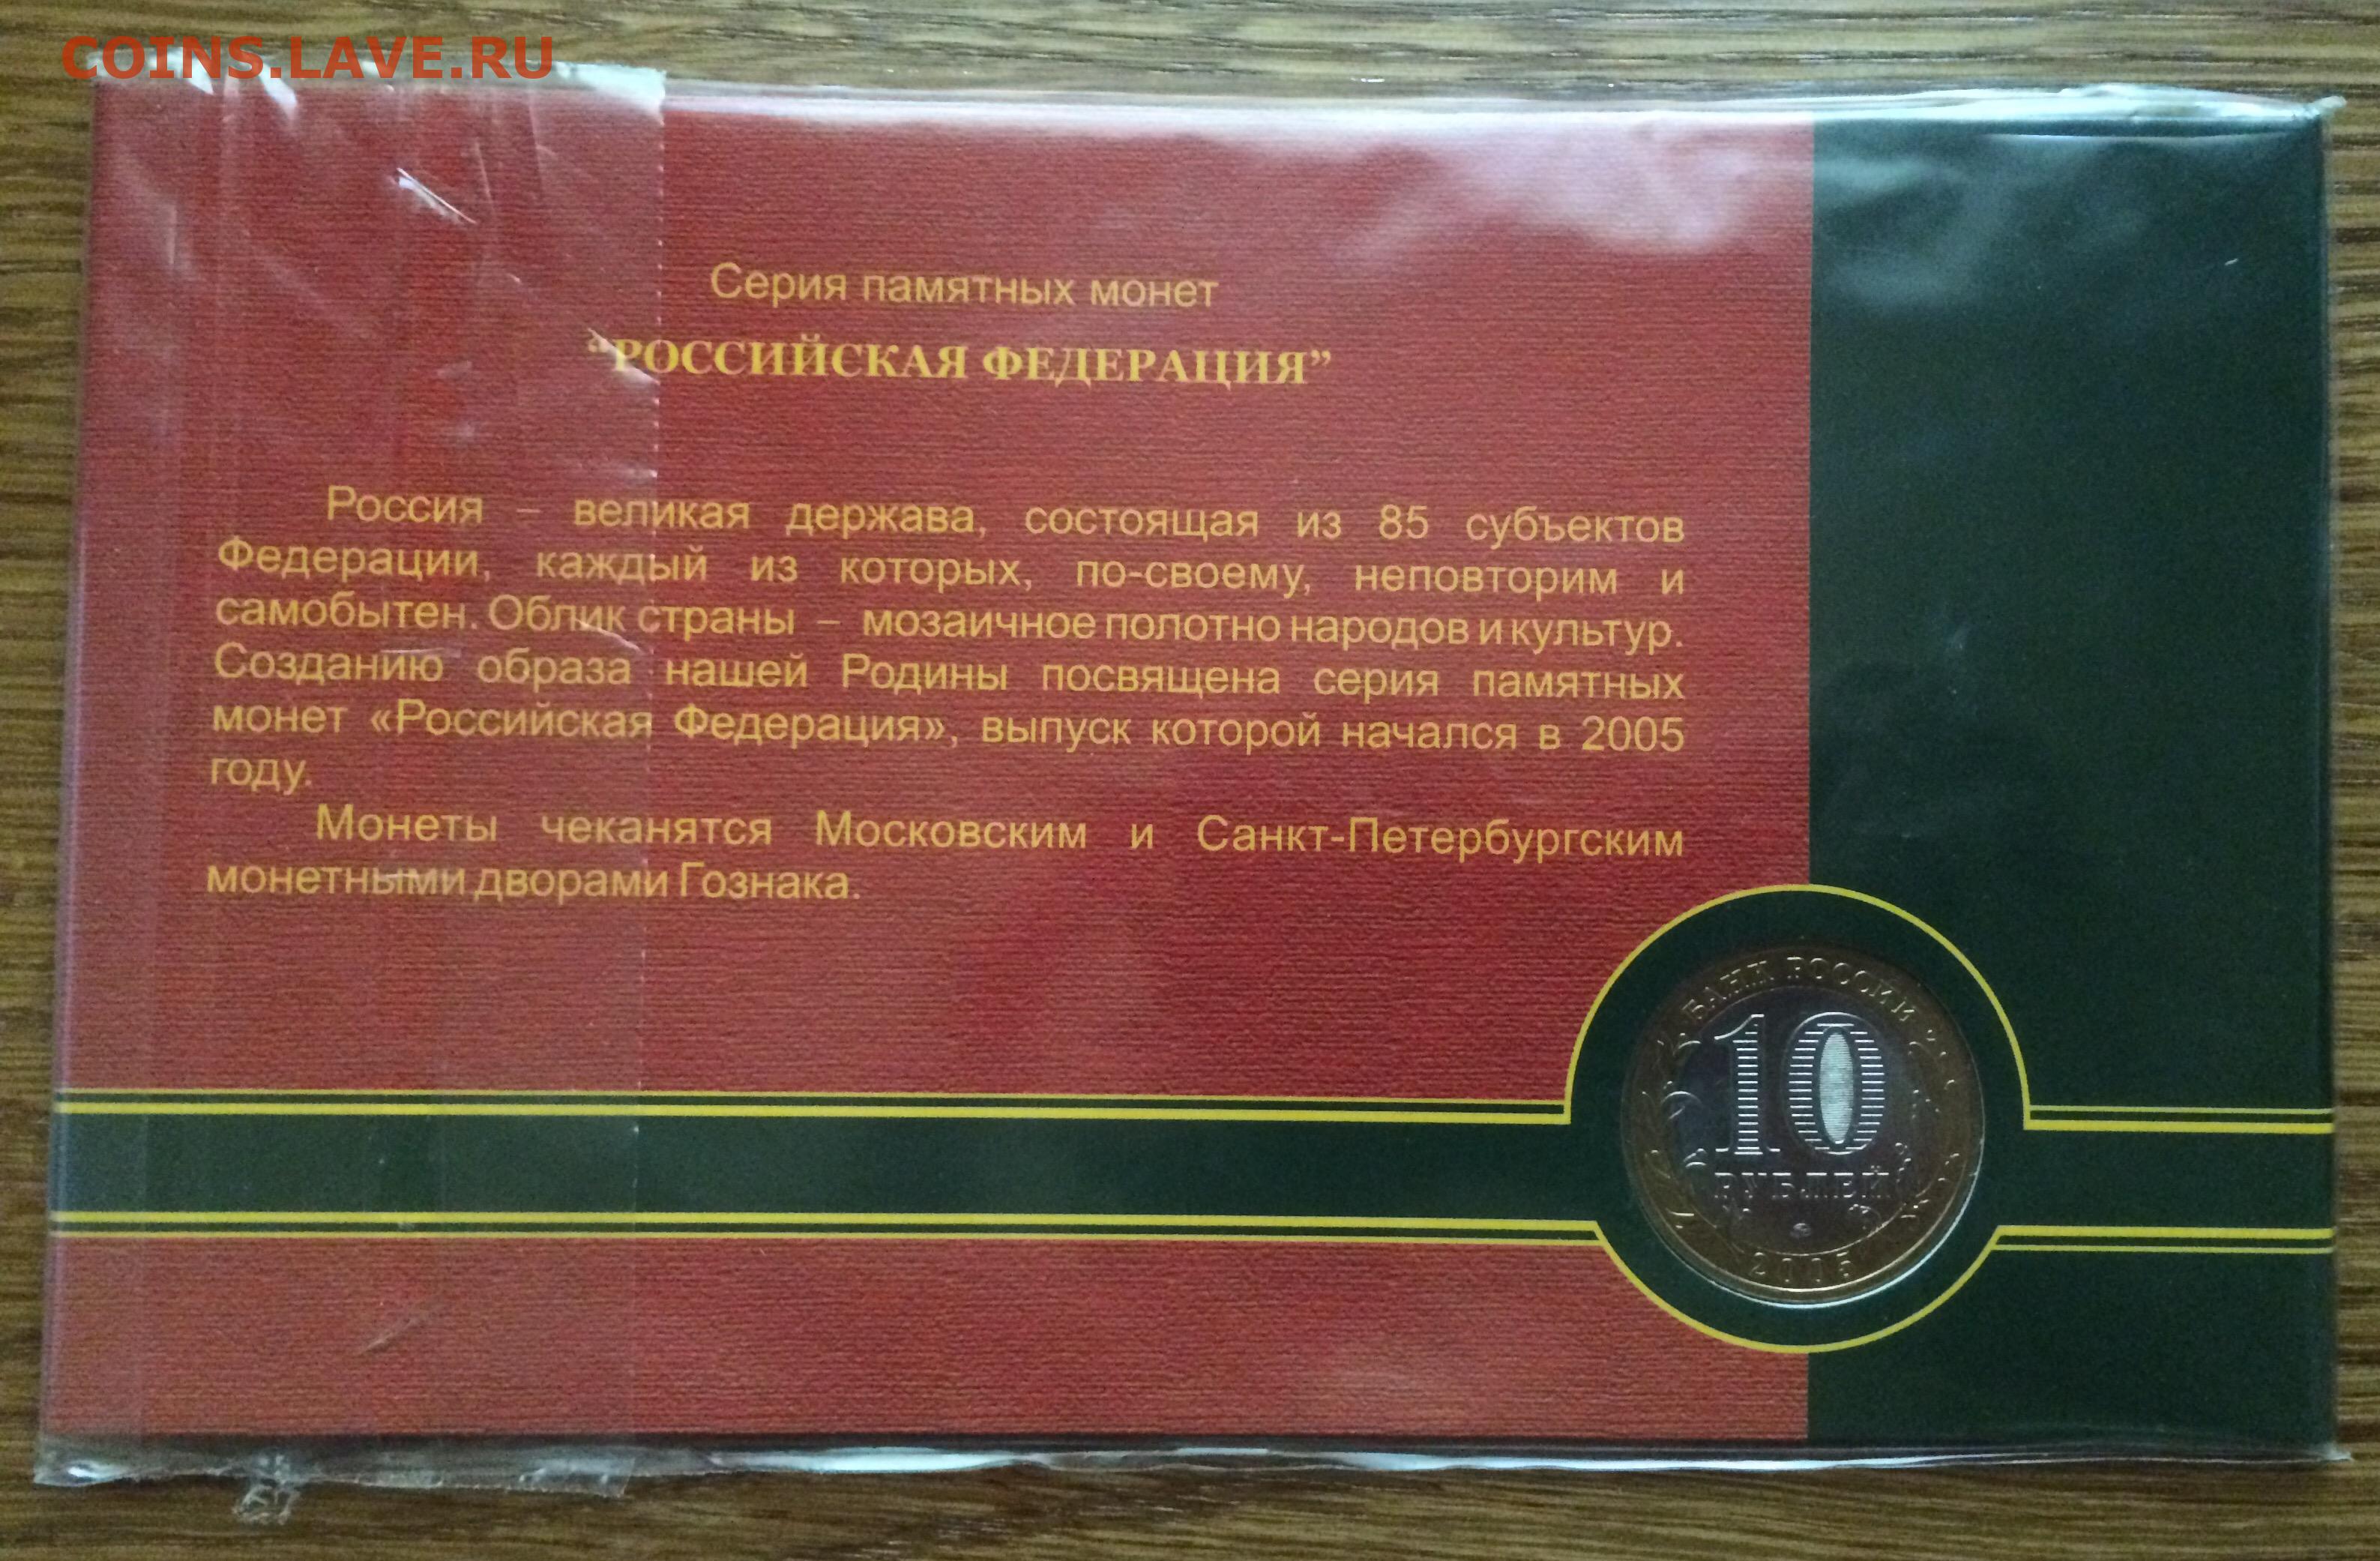 COINS.LAVE.RU
Серия памятных монет
“РОССИЙСКАЯ ФЕДЕРАЦИЯ”
Россия – великая держава, состоящая из 85 субъектов
Федерации, каждый из которых, по-своему, неповторим и
самобытен. Облик страны – мозаичное полотно народов и культур.
Созданию образа нашей Родины посвящена серия памятных
монет «Российская Федерация», выпуск которой начался в 2005
году.
Монеты чеканятся Московским и Санкт-Петербургским
монетными дворами Гознака.
БАНК РОССИИ
10
РУБЛЕЙ
2005